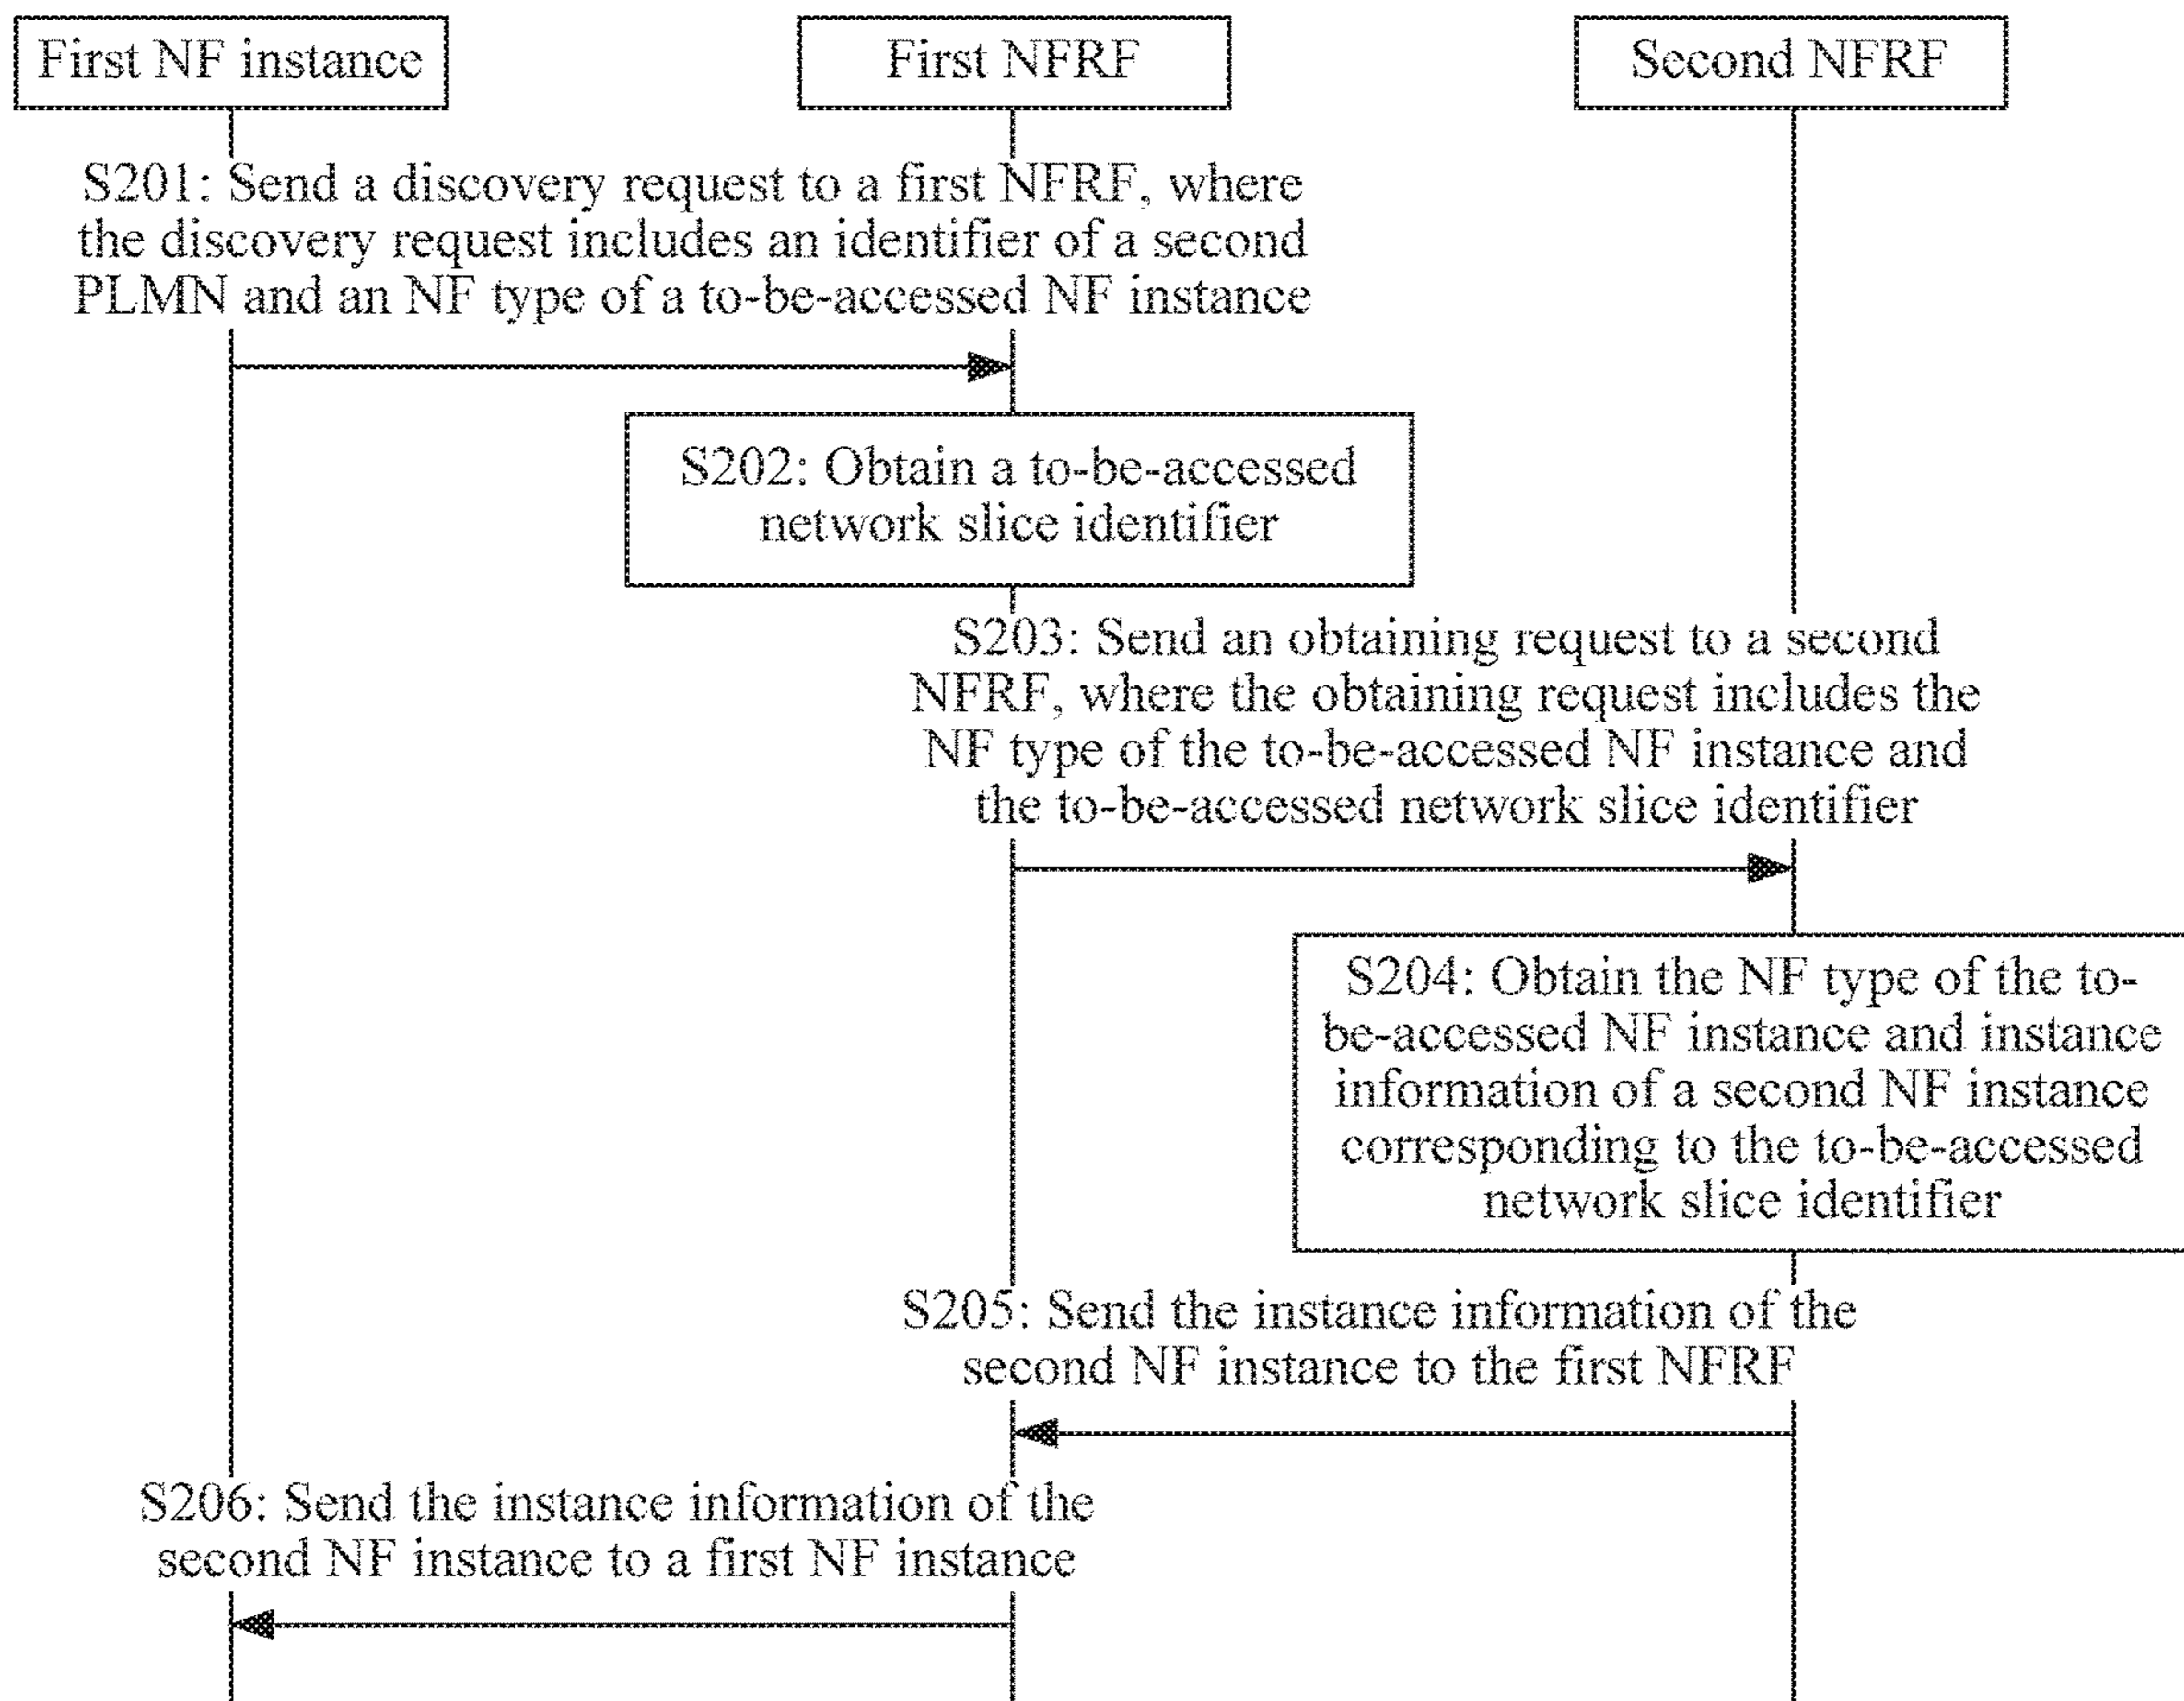 First NF instance
First NFRF
Second NFRF
S201: Send a discovery request to a first NFRF, where
the discovery request includes an identifier of a second
PLMN and an NF type of a to-be-accessed NF instance
S202: Obtain a to-be-accessed
network slice identifier
S203: Send an obtaining request to a second
NFRF, where the obtaining request includes the
NF type of the to-be-accessed NF instance and
the to-be-accessed network slice identifier
S204: Obtain the NF type of the to-
be-accessed NF instance and instance
information of a second NF instance
corresponding to the to-be-accessed
network slice identifier
S205: Send the instance information of the
second NF instance to the first NFRF
S206: Send the instance information of the
second NF instance to a first NF instance